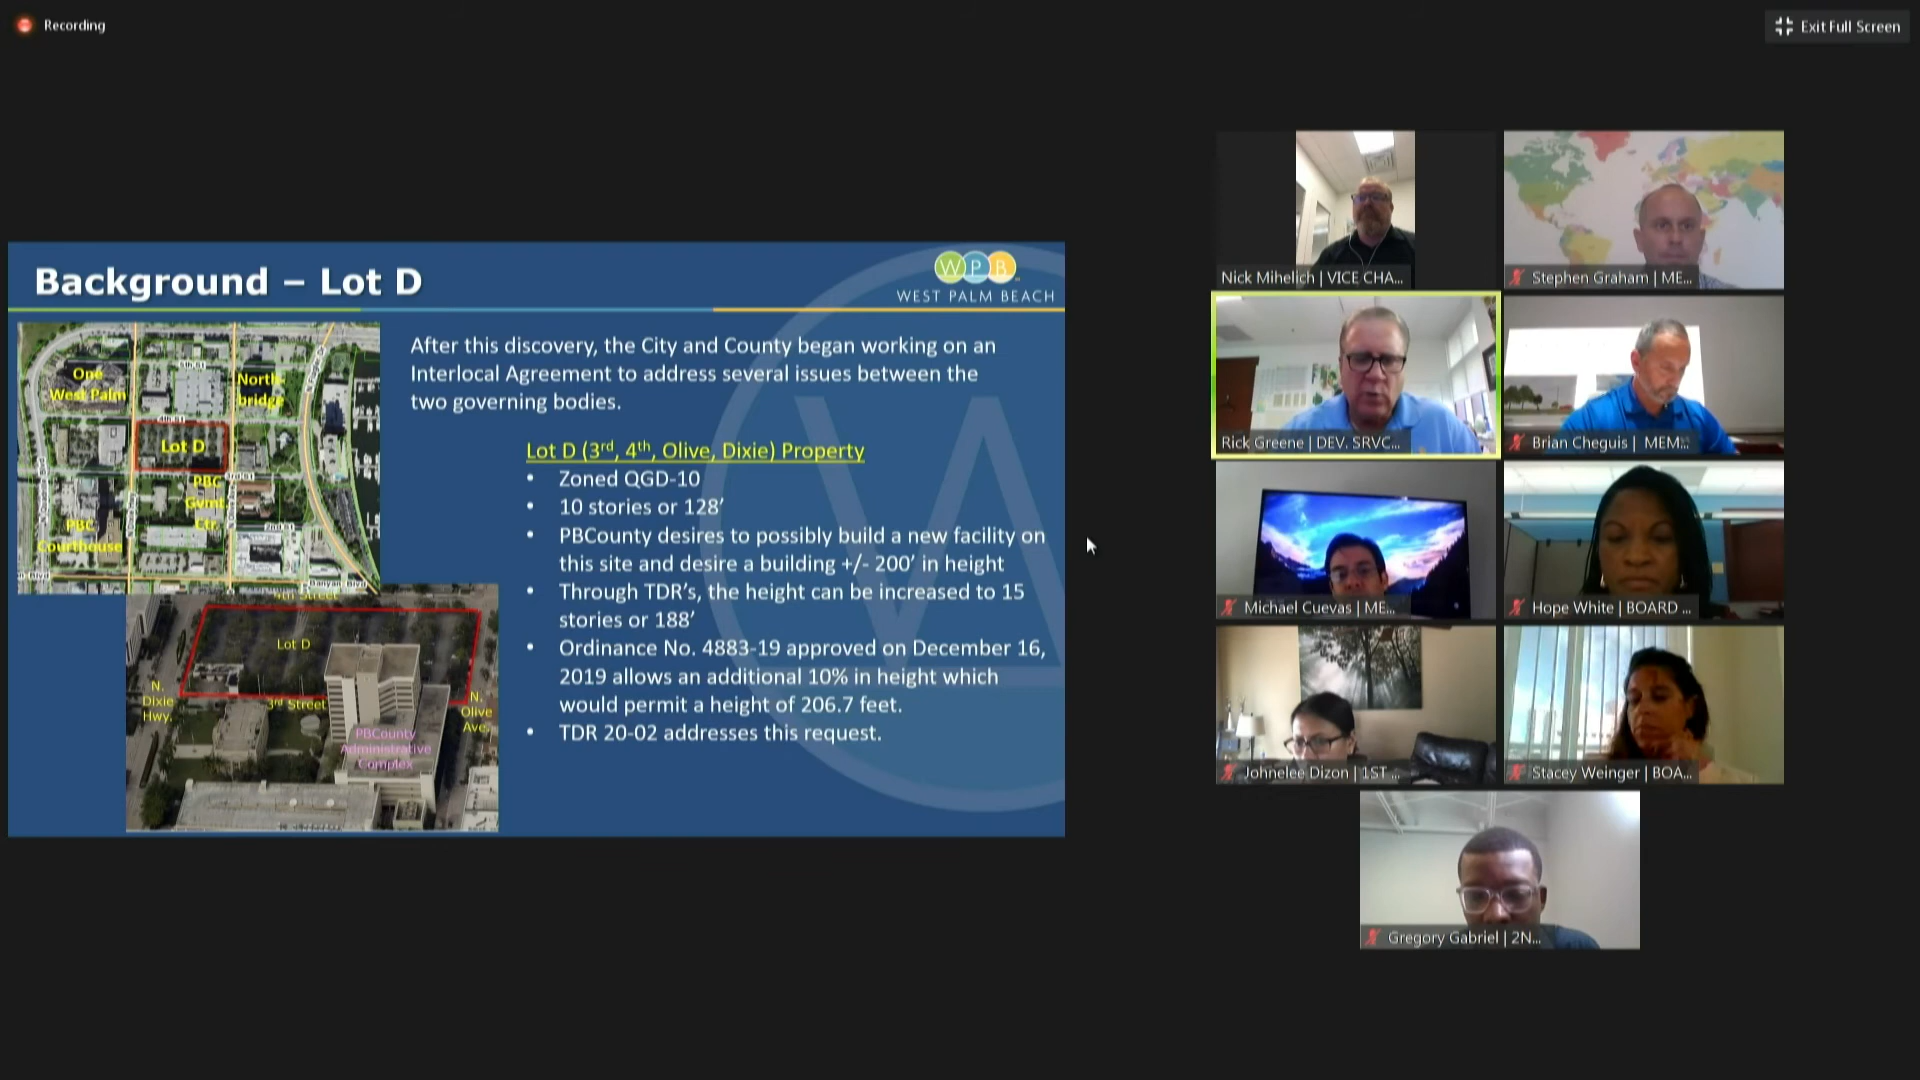 Recording
Exit Full Screen
Background – Lot D
WPB
WEST PALM BEACH
After this discovery, the City and County began working on an
Interlocal Agreement to address several issues between the
two governing bodies.
Lot D (3rd, 4th, Olive, Dixie) Property
• Zoned QGD-10
• 10 stories or 128’
• PBCounty desires to possibly build a new facility on
this site and desire a building +/- 200’ in height
• Through TDR’s, the height can be increased to 15
stories or 188’
• Ordinance No. 4883-19 approved on December 16,
2019 allows an additional 10% in height which
would permit a height of 206.7 feet.
• TDR 20-02 addresses this request.
One
West Palm
North-
bridge
Lot D
PBC
Gvmt.
Ctr.
PBC
Courthouse
Banyan Blvd
Lot D
N.
Dixie
Hwy.
3rd Street
N.
Olive
Ave.
PBCounty
Administrative
Complex
Nick Mihelich | VICE CHA...
Stephen Graham | ME...
Rick Greene | DEV. SRVC...
Brian Cheguis | MEM...
Michael Cuevas | ME...
Hope White | BOARD ...
Johnelee Dizon | 1ST ...
Stacey Weinger | BOA...
Gregory Gabriel | 2N...